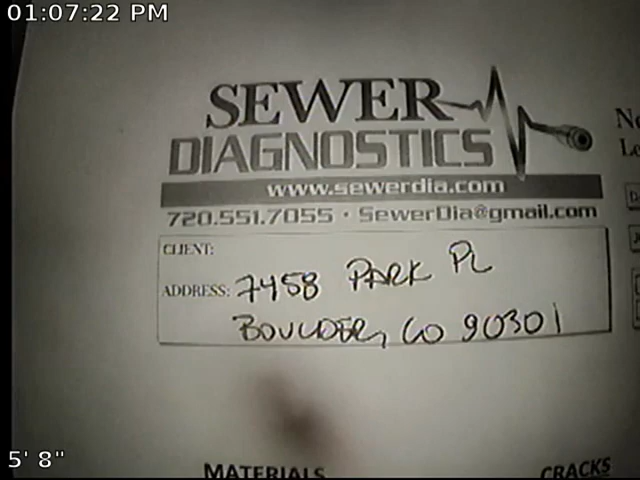 01:07:22 PM
SEWER
DIAGNOSTICS
www.sewerdia.com
720.551.7055 · SewerDia@gmail.com
CLIENT:
ADDRESS: 7458 PARK PL
BOULDER, CO 90301
5' 8"
MATERIALS
CRACKS